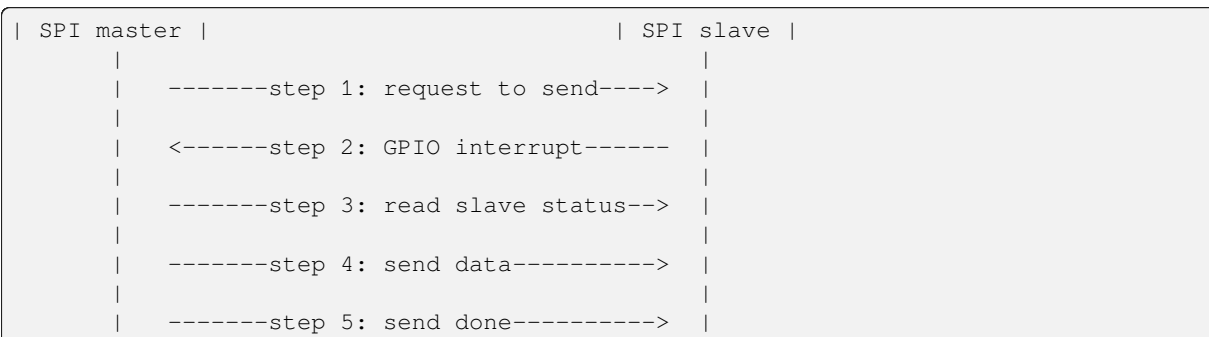 | SPI master |                                  | SPI slave |
       |                                               |
       |   -------step 1: request to send---->  |
       |                                               |
       |   <------step 2: GPIO interrupt------  |
       |                                               |
       |   -------step 3: read slave status-->  |
       |                                               |
       |   -------step 4: send data---------->  |
       |                                               |
       |   -------step 5: send done---------->  |